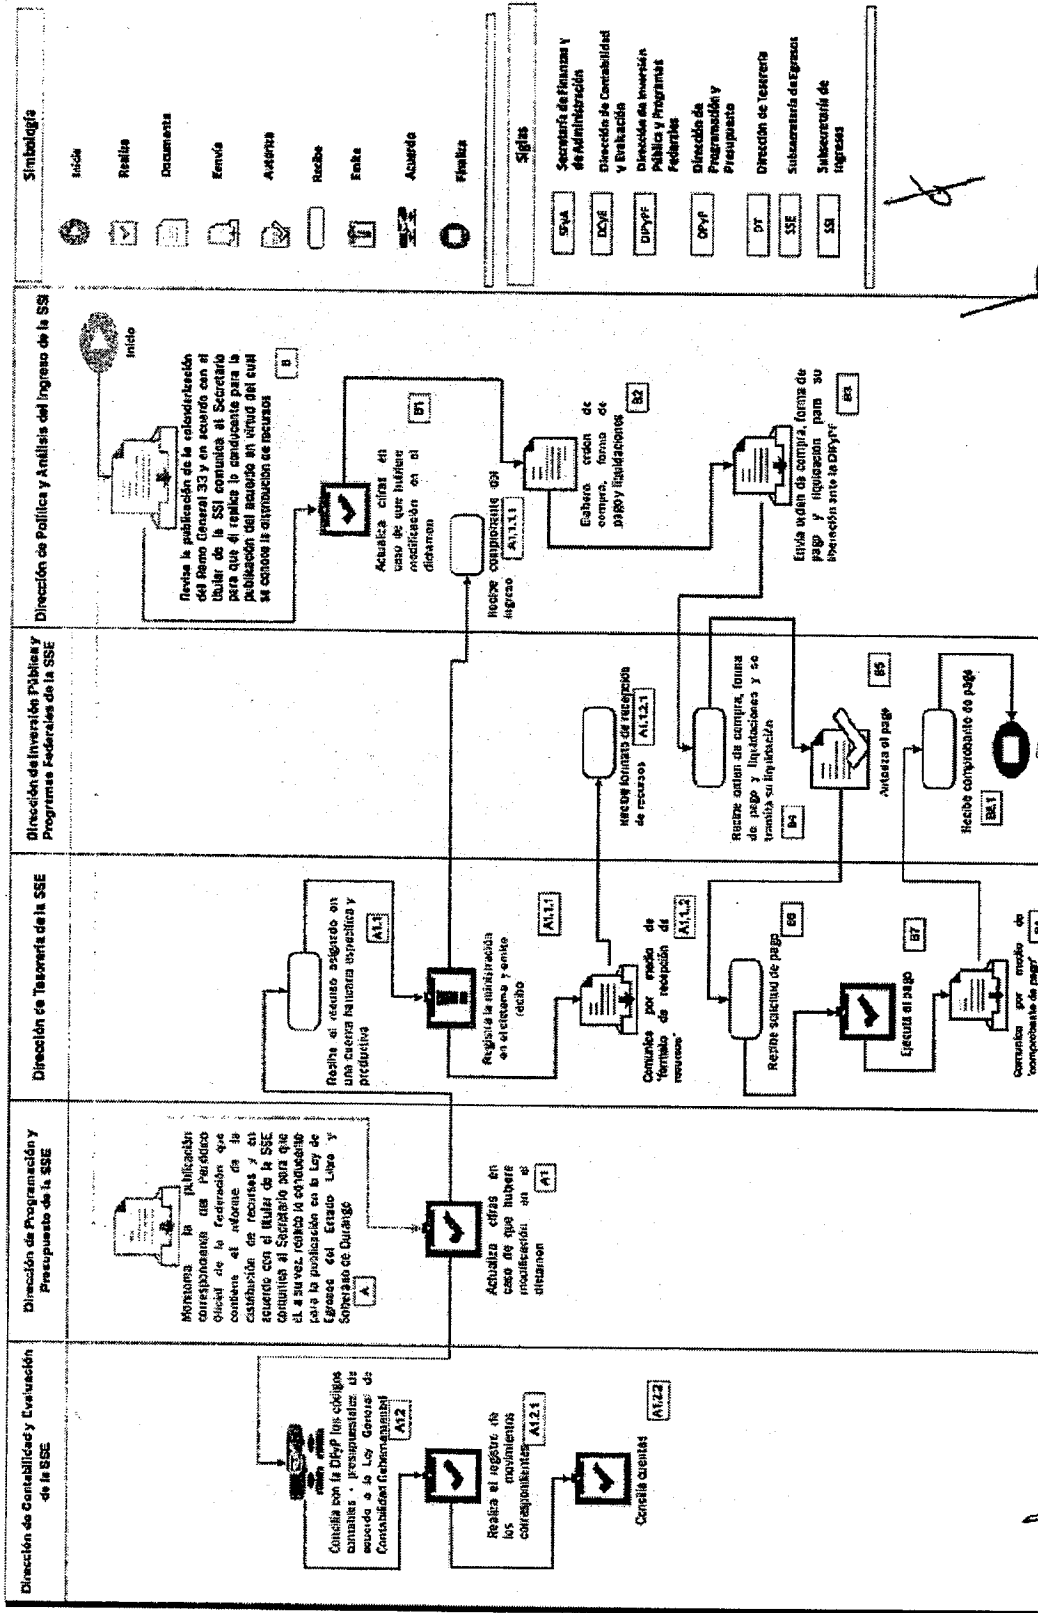 Dirección de Contabilidad y Evaluación
de la SSE
Concilia con la DPyP los códigos
contables y presupuestales de
acuerdo a la Ley General de
Contabilidad Gubernamental
A1.2
Realiza el registro de
los movimientos
correspondientes
A1.2.1
Concilia cuentas
A1.2.2
Dirección de Programación y
Presupuesto de la SSE
Monitorea la publicación
correspondiente del Periódico
Oficial de la Federación que
contiene el informe de la
distribución de recursos y en
acuerdo con el titular de la SSE
comunica al Secretario para que
él, a su vez, realice lo conducente
para la publicación en la Ley de
Egresos del Estado Libre y
Soberano de Durango
A
Actualiza cifras en
caso de que hubiere
modificación en el
dictamen
A1
Dirección de Tesorería de la SSE
Recibe el recurso asignado en
una cuenta bancaria específica y
productiva
A1.1
Registra la ministración
en el sistema y emite
recibo
A1.1.1
Comunica por medio de
"formato de recepción de
recursos"
A1.1.2
Recibe solicitud de pago
B6
Ejecuta el pago
B7
Comunica por medio de
"comprobante de pago"
Dirección de Inversión Pública y
Programas Federales de la SSE
Recibe formato de recepción
de recursos
A1.1.2.1
Recibe orden de compra, forma
de pago y liquidaciones y se
tramita su liquidación
B4
Autoriza el pago
B5
Recibe comprobante de pago
B8.1
Dirección de Política y Análisis del Ingreso de la SSI
Inicio
Revisa la publicación de la calendarización
del Ramo General 33 y en acuerdo con el
titular de la SSI comunica al Secretario
para que él replice lo conducente para la
publicación del acuerdo en virtud del cual
se conoce la distribución de recursos
B
Actualiza cifras en
caso de que hubiere
modificación en el
dictamen
B1
Recibe comprobante del
ingreso
A1.1.1.1
Elabora orden de
compra, forma de
pago y liquidaciones
B2
Envía orden de compra, forma de
pago y liquidación para su
liberación ante la DIPyPF
B3
Simbología
Inicio
Realiza
Documenta
Envía
Autoriza
Recibe
Emite
Acuerdo
Finaliza
Siglas
SFyA
Secretaría de Finanzas y
de Administración
DCyE
Dirección de Contabilidad
y Evaluación
DIPyPF
Dirección de Inversión
Pública y Programas
Federales
DPyP
Dirección de
Programación y
Presupuesto
DT
Dirección de Tesorería
SSE
Subsecretaría de Egresos
SSI
Subsecretaría de
Ingresos